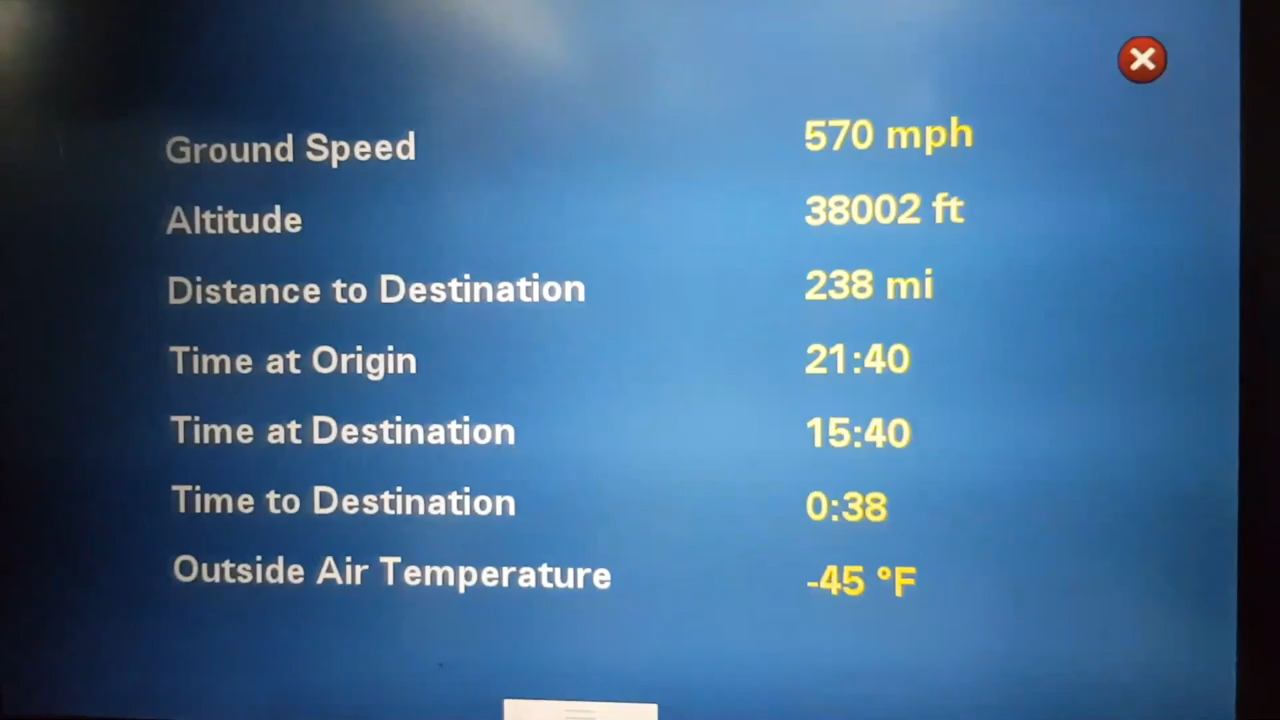 Ground Speed 570 mph
Altitude 38002 ft
Distance to Destination 238 mi
Time at Origin 21:40
Time at Destination 15:40
Time to Destination 0:38
Outside Air Temperature -45 °F